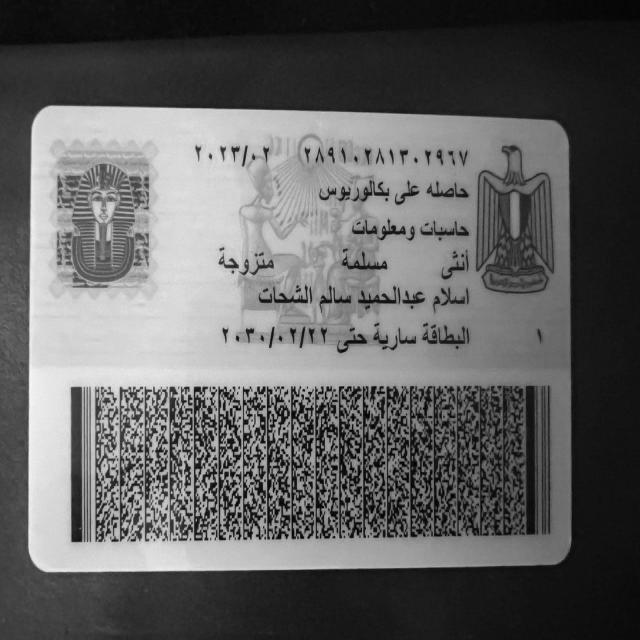 ٢٨٩١٠٢٨١٣٠٢٩٦٧ ٢٠٢٣/٠٢
حاصله على بكالوريوس
حاسبات ومعلومات
أنثى مسلمة متزوجة
اسلام عبدالحميد سالم الشحات
١ البطاقة سارية حتى ٢٠٣٠/٠٢/٢٢